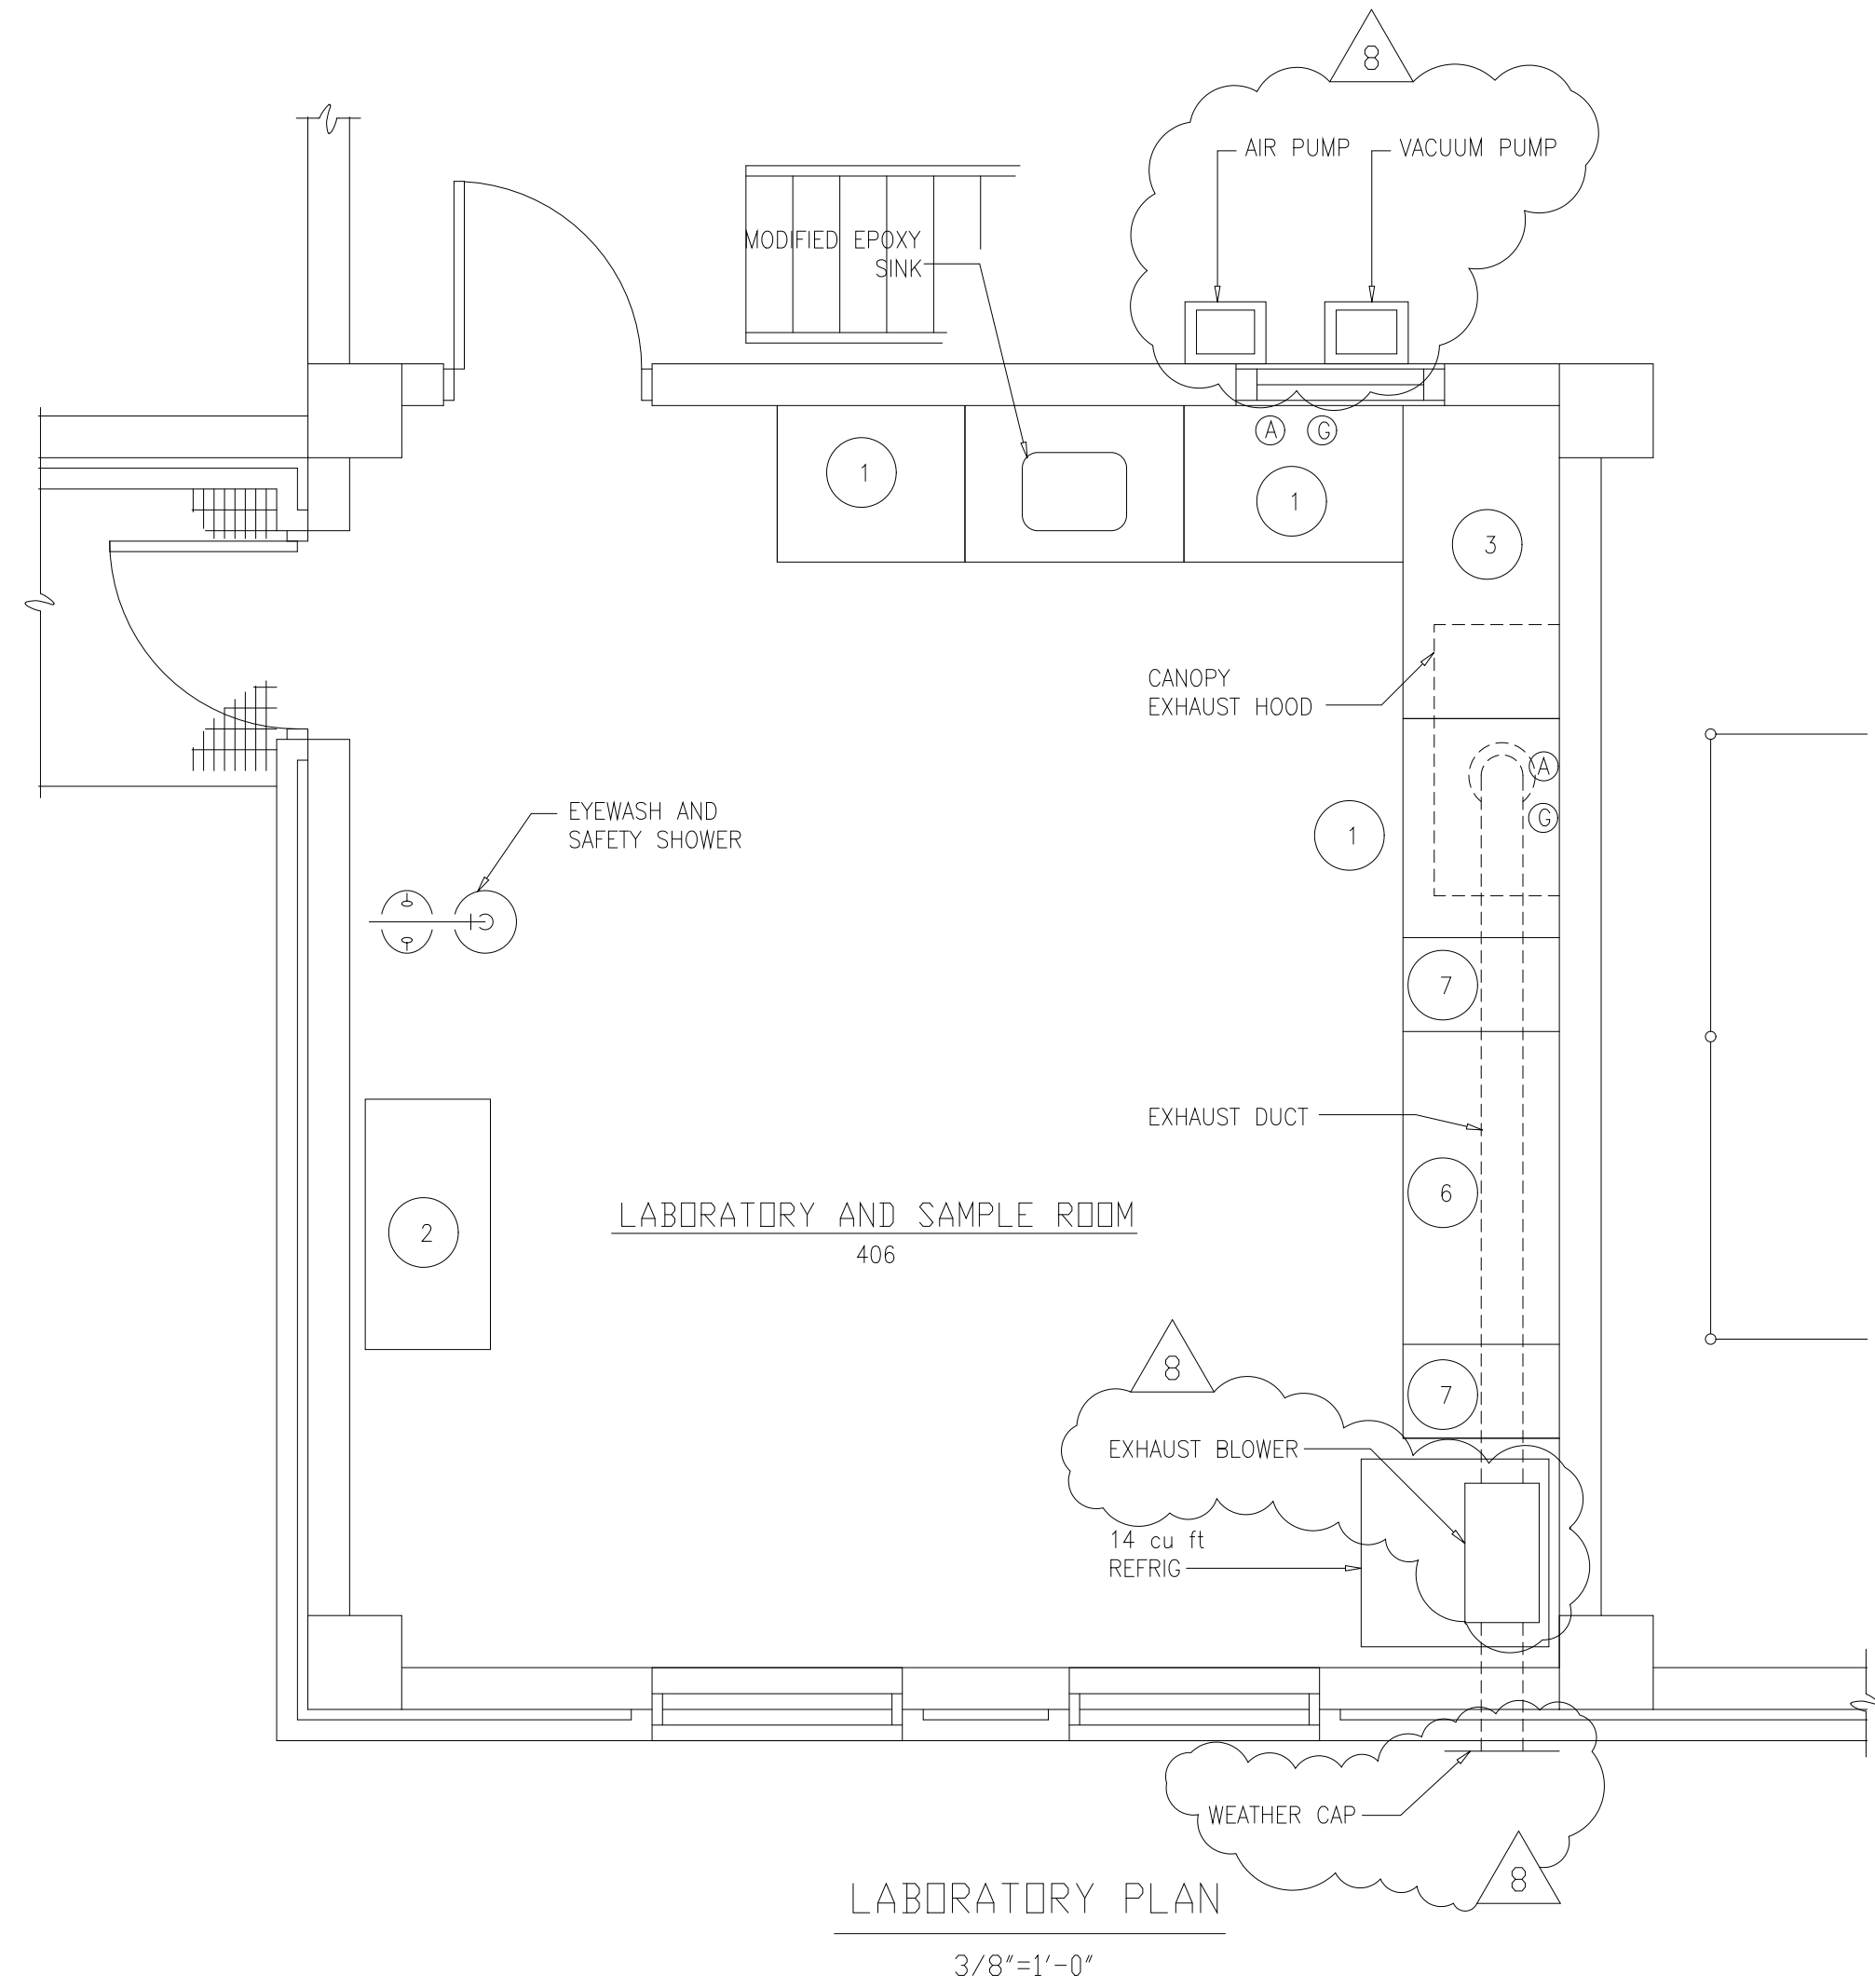 8
AIR PUMP
VACUUM PUMP
MODIFIED EPOXY
SINK
A
G
1
1
3
CANOPY
EXHAUST HOOD
A
G
EYEWASH AND
SAFETY SHOWER
1
7
EXHAUST DUCT
6
2
LABORATORY AND SAMPLE ROOM
406
8
7
EXHAUST BLOWER
14 cu ft
REFRIG
WEATHER CAP
8
LABORATORY PLAN
3/8"=1'-0"